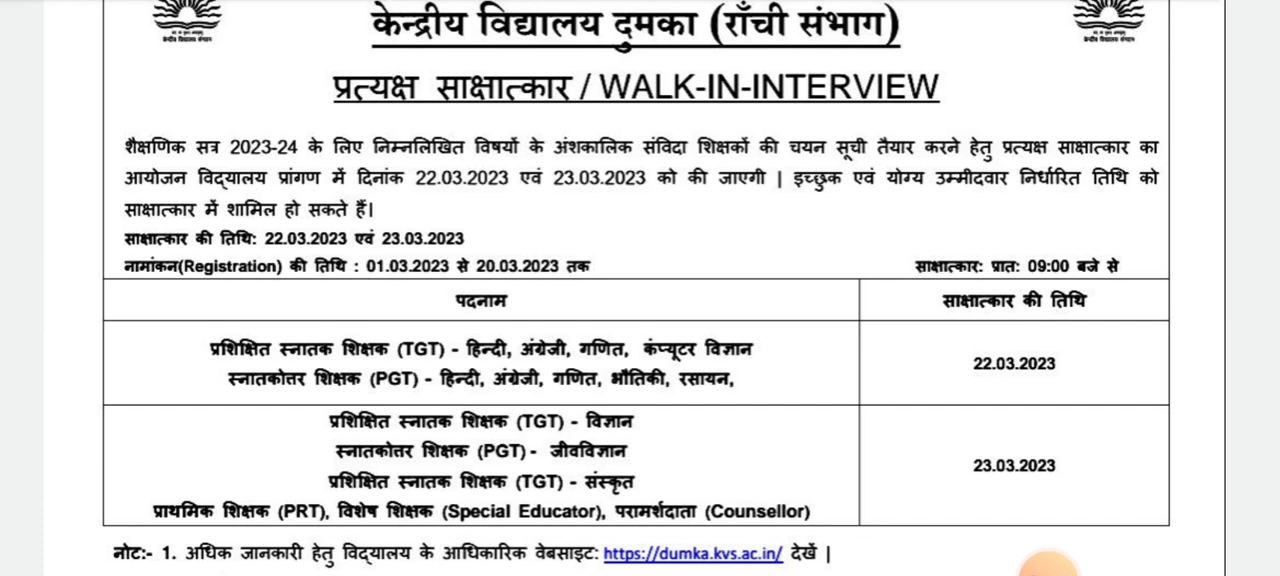 केन्द्रीय विद्यालय दुमका (राँची संभाग)
प्रत्यक्ष साक्षात्कार / WALK-IN-INTERVIEW
शैक्षणिक सत्र 2023-24 के लिए निम्नलिखित विषयों के अंशकालिक संविदा शिक्षकों की चयन सूची तैयार करने हेतु प्रत्यक्ष साक्षात्कार का
आयोजन विद्यालय प्रांगण में दिनांक 22.03.2023 एवं 23.03.2023 को की जाएगी | इच्छुक एवं योग्य उम्मीदवार निर्धारित तिथि को
साक्षात्कार में शामिल हो सकते हैं।
साक्षात्कार की तिथि: 22.03.2023 एवं 23.03.2023
नामांकन(Registration) की तिथि : 01.03.2023 से 20.03.2023 तक साक्षात्कार: प्रात: 09:00 बजे से
पदनाम साक्षात्कार की तिथि
प्रशिक्षित स्नातक शिक्षक (TGT) - हिन्दी, अंग्रेजी, गणित, कंप्यूटर विज्ञान
स्नातकोत्तर शिक्षक (PGT) - हिन्दी, अंग्रेजी, गणित, भौतिकी, रसायन,
22.03.2023
प्रशिक्षित स्नातक शिक्षक (TGT) - विज्ञान
स्नातकोत्तर शिक्षक (PGT) - जीवविज्ञान
प्रशिक्षित स्नातक शिक्षक (TGT) - संस्कृत
प्राथमिक शिक्षक (PRT), विशेष शिक्षक (Special Educator), परामर्शदाता (Counsellor)
23.03.2023
नोट:- 1. अधिक जानकारी हेतु विद्यालय के आधिकारिक वेबसाइट: https://dumka.kvs.ac.in/ देखें |